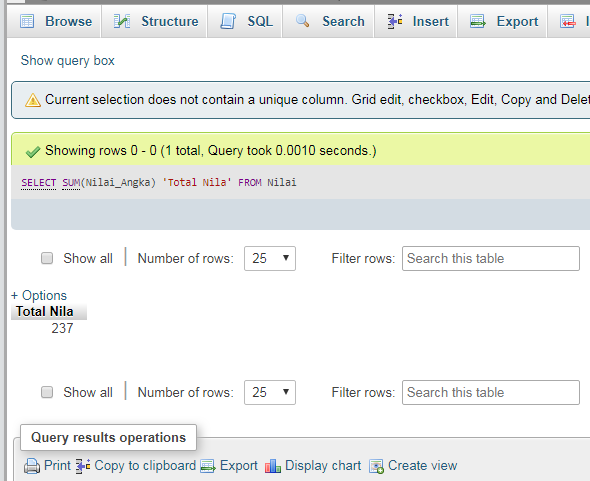 Browse Structure SQL Search Insert Export
Show query box
Current selection does not contain a unique column. Grid edit, checkbox, Edit, Copy and Delet
Showing rows 0 - 0 (1 total, Query took 0.0010 seconds.)
SELECT SUM(Nilai_Angka) 'Total Nila' FROM Nilai
Show all Number of rows: 25 Filter rows: Search this table
+ Options
Total Nila
237
Show all Number of rows: 25 Filter rows: Search this table
Query results operations
Print Copy to clipboard Export Display chart Create view